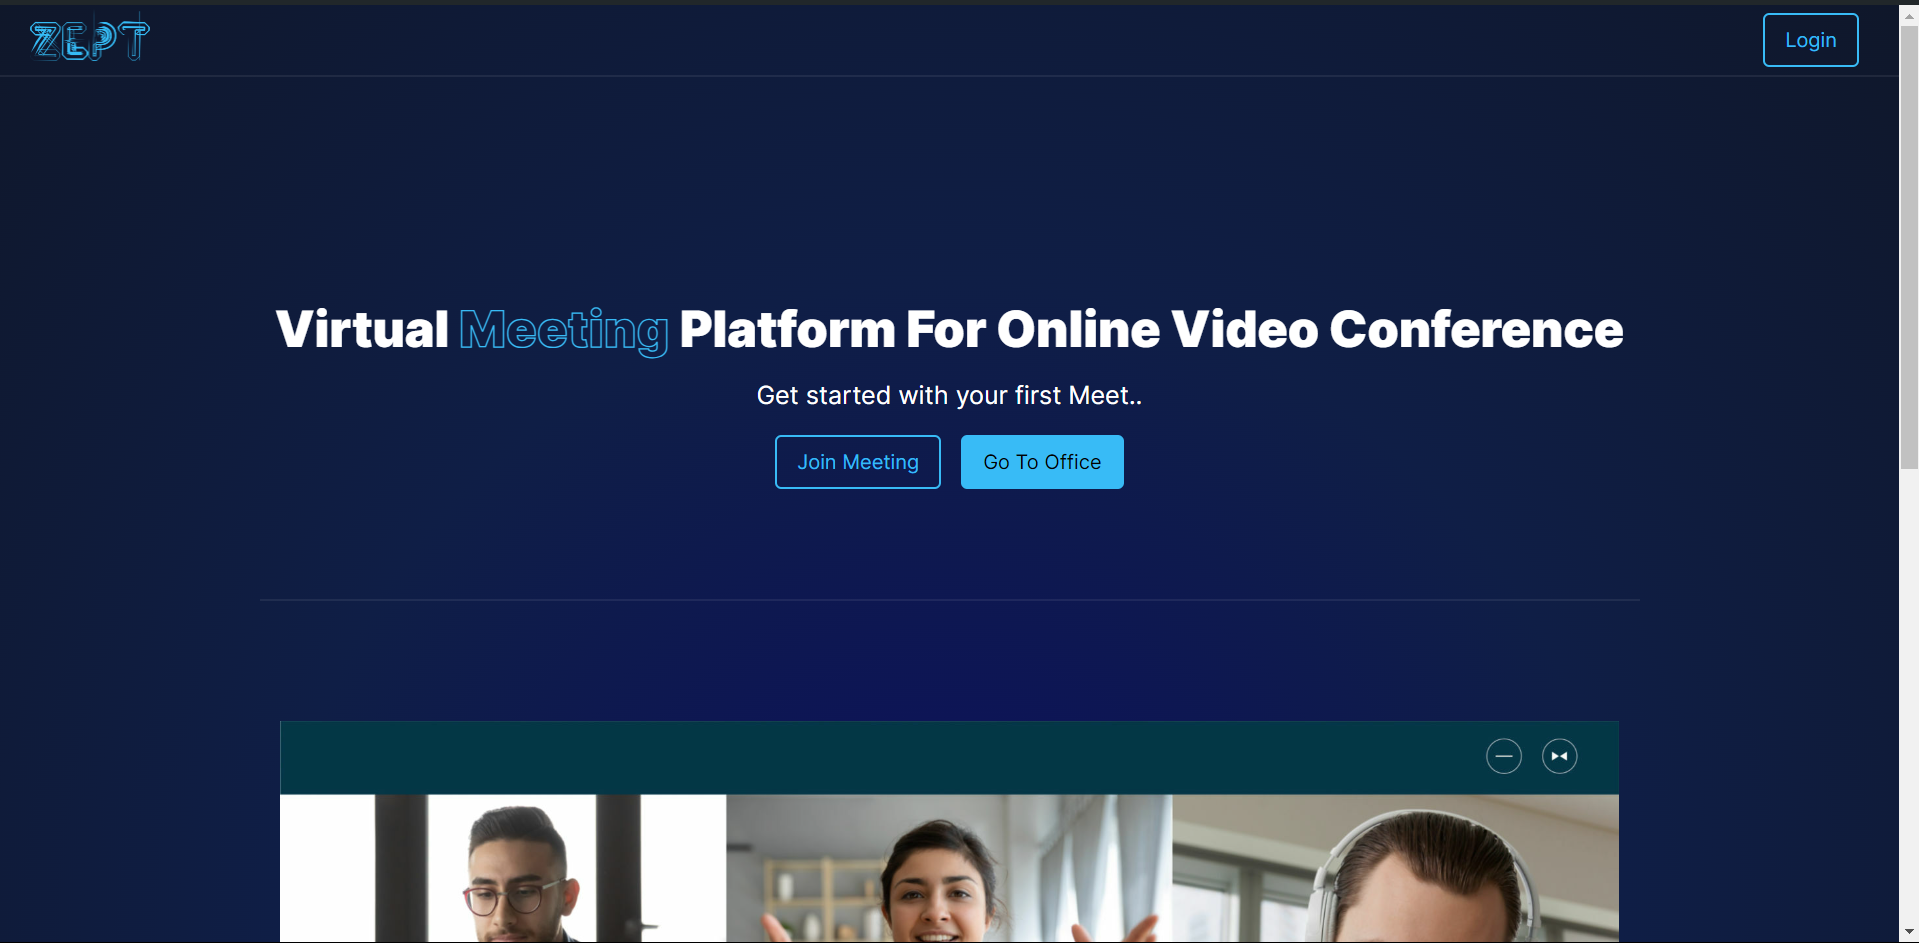 ZEPT
Login
Virtual Meeting Platform For Online Video Conference
Get started with your first Meet..
Join Meeting
Go To Office